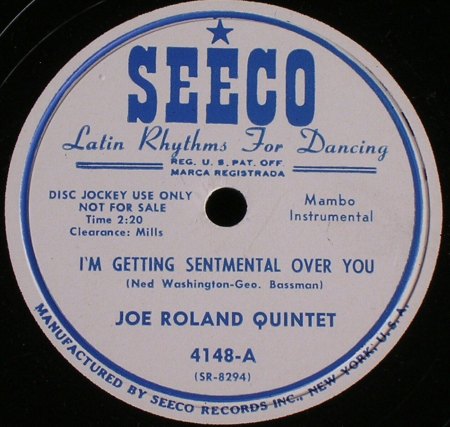 SEECO
Latin Rhythms For Dancing
REG. U. S. PAT. OFF.
MARCA REGISTRADA
DISC JOCKEY USE ONLY
NOT FOR SALE
Time 2:20
Clearance: Mills
Mambo
Instrumental
I'M GETTING SENTMENTAL OVER YOU
(Ned Washington-Geo. Bassman)
JOE ROLAND QUINTET
4148-A
(SR-8294)
MANUFACTURED BY SEECO RECORDS INC., NEW YORK, U.S.A.